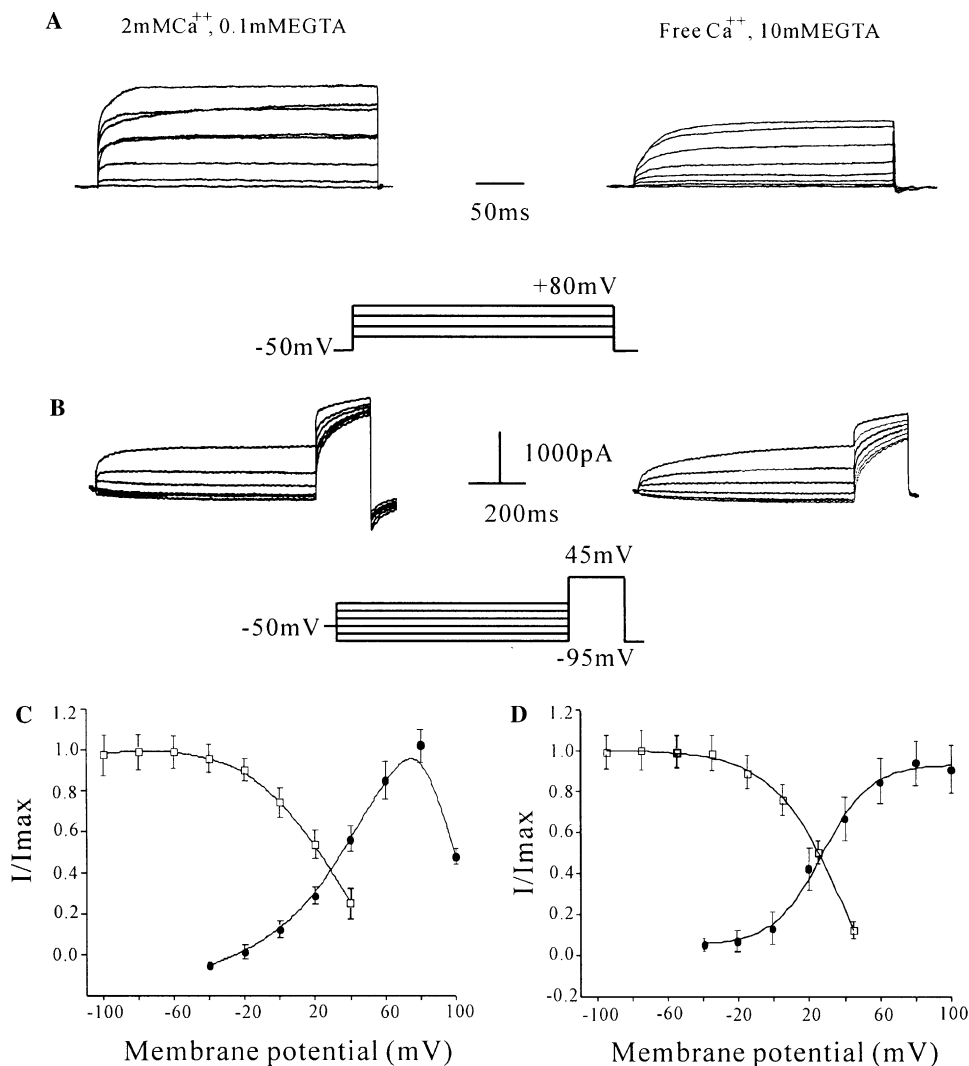 A
2mMCa++, 0.1mMEGTA
Free Ca++, 10mMEGTA
50ms
+80mV
-50mV
B
1000pA
200ms
45mV
-50mV
-95mV
C
1.2
1.0
0.8
0.6
0.4
0.2
0.0
I/Imax
-100 -60 -20 20 60 100
Membrane potential (mV)
D
1.2
1.0
0.8
0.6
0.4
0.2
0.0
-0.2
I/Imax
-100 -60 -20 20 60 100
Membrane potential (mV)